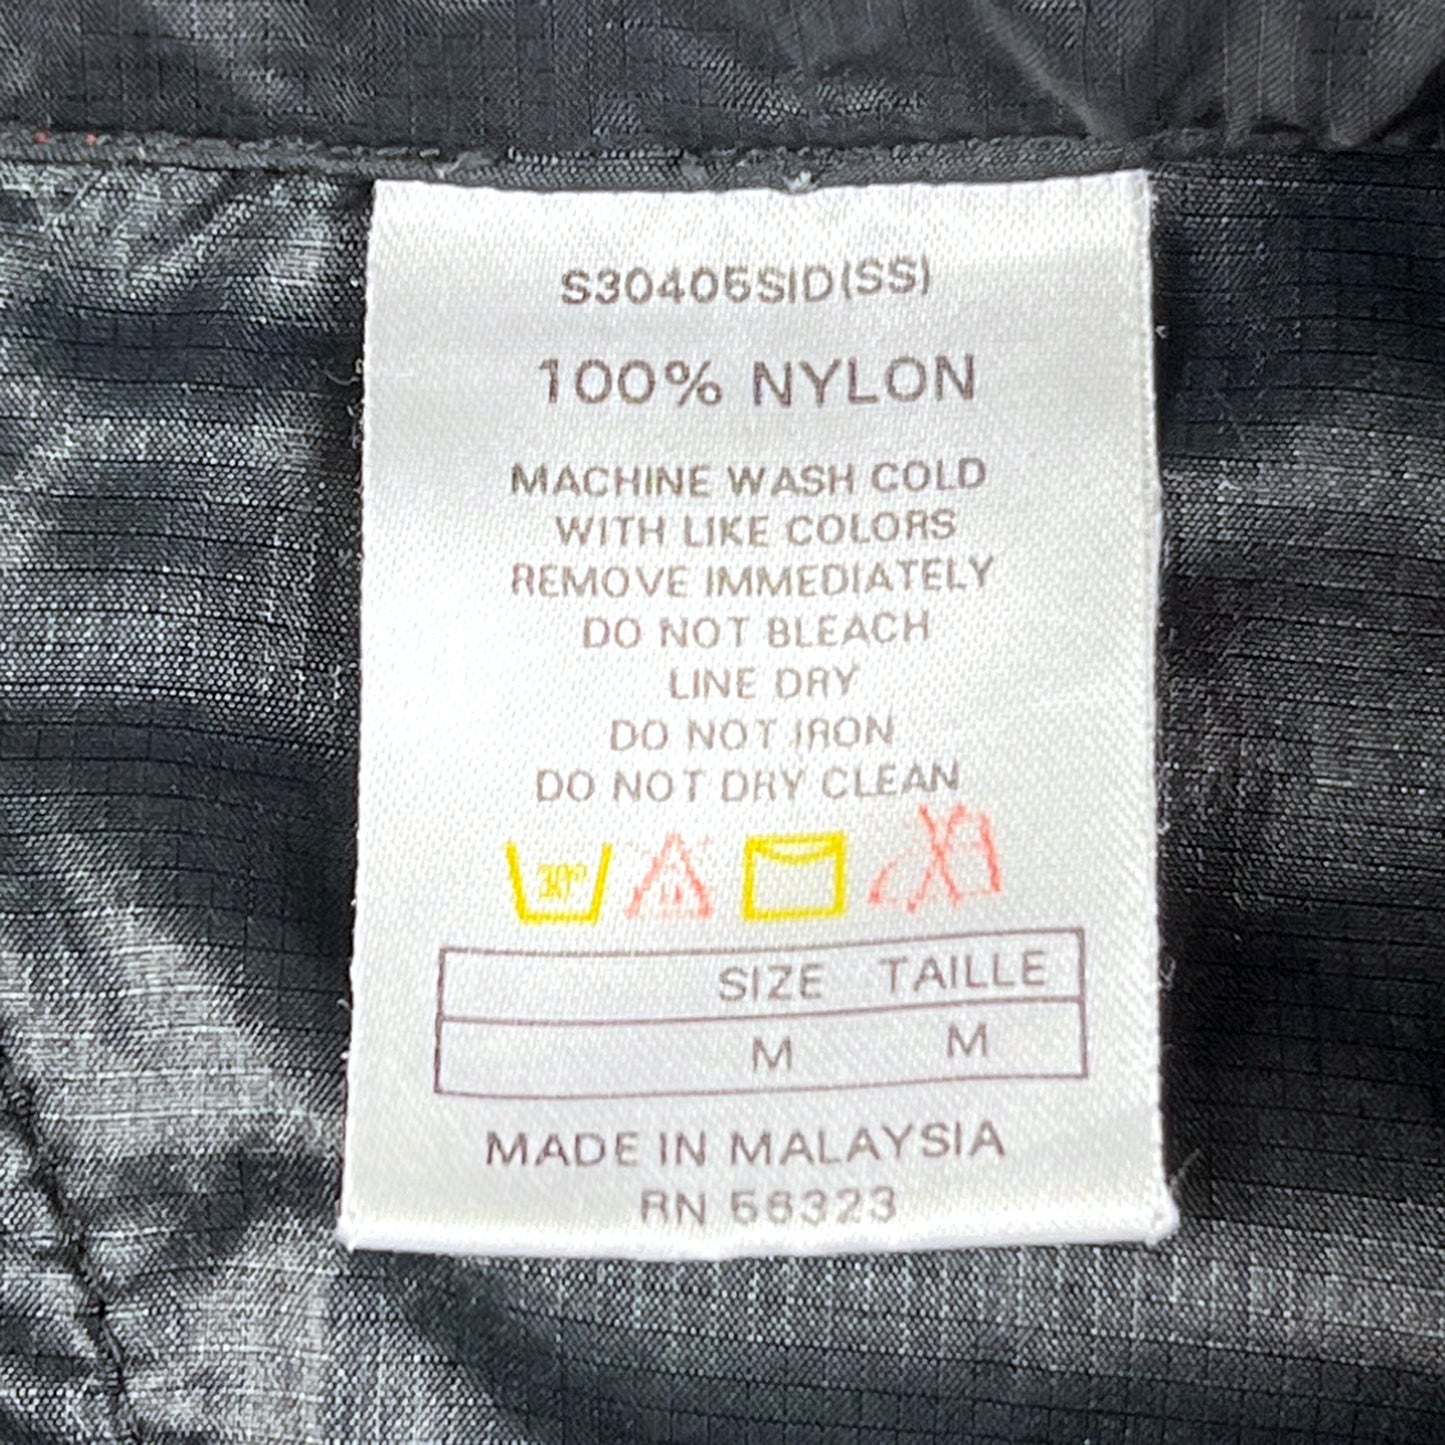 S30405SID(SS)
100% NYLON
MACHINE WASH COLD
WITH LIKE COLORS
REMOVE IMMEDIATELY
DO NOT BLEACH
LINE DRY
DO NOT IRON
DO NOT DRY CLEAN
30°
SIZE TAILLE
M M
MADE IN MALAYSIA
RN 56323